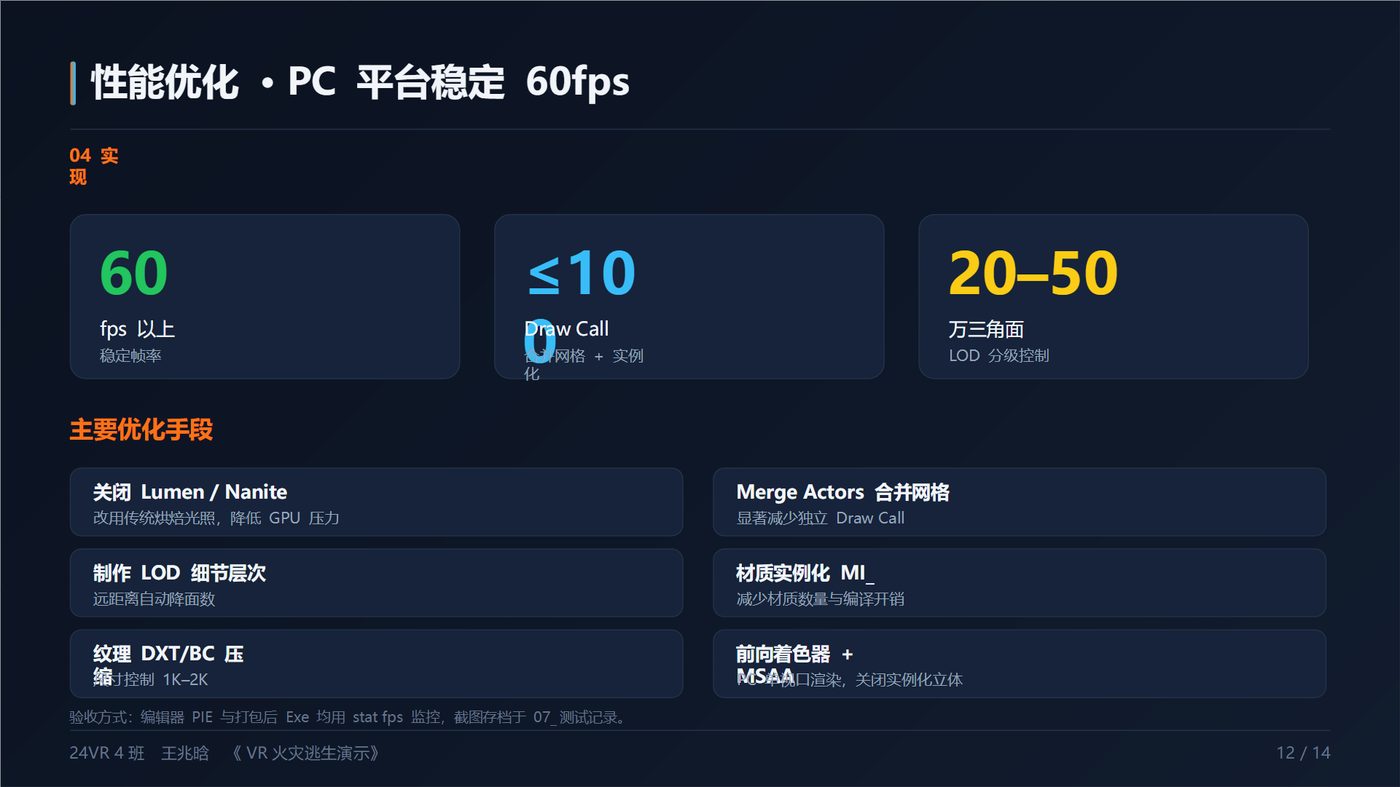 性能优化 • PC 平台稳定 60fps
04 实
现
60
fps 以上
稳定帧率
≤10
0
Draw Call
合并网格 + 实例
化
20–50
万三角面
LOD 分级控制
主要优化手段
关闭 Lumen / Nanite
改用传统烘焙光照，降低 GPU 压力
Merge Actors 合并网格
显著减少独立 Draw Call
制作 LOD 细节层次
远距离自动降面数
材质实例化 MI_
减少材质数量与编译开销
纹理 DXT/BC 压
缩
尺寸控制 1K–2K
前向着色器 +
MSAA
PC 单视口渲染，关闭实例化立体
验收方式：编辑器 PIE 与打包后 Exe 均用 stat fps 监控，截图存档于 07_测试记录。
24VR 4 班 王兆晗 《 VR 火灾逃生演示》
12 / 14